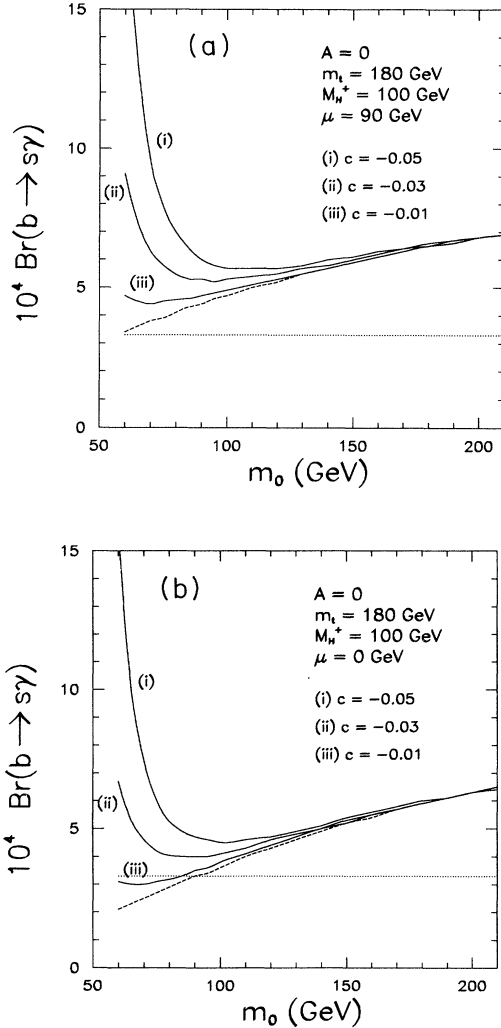 (a)
A = 0
m_t = 180 GeV
M_H^+ = 100 GeV
μ = 90 GeV
(i) c = −0.05
(ii) c = −0.03
(iii) c = −0.01
(i)
(ii)
(iii)
10^4 Br(b → sγ)
15
10
5
0
50
100
150
200
m_0 (GeV)
(b)
A = 0
m_t = 180 GeV
M_H^+ = 100 GeV
μ = 0 GeV
(i) c = −0.05
(ii) c = −0.03
(iii) c = −0.01
(i)
(ii)
(iii)
10^4 Br(b → sγ)
15
10
5
0
50
100
150
200
m_0 (GeV)